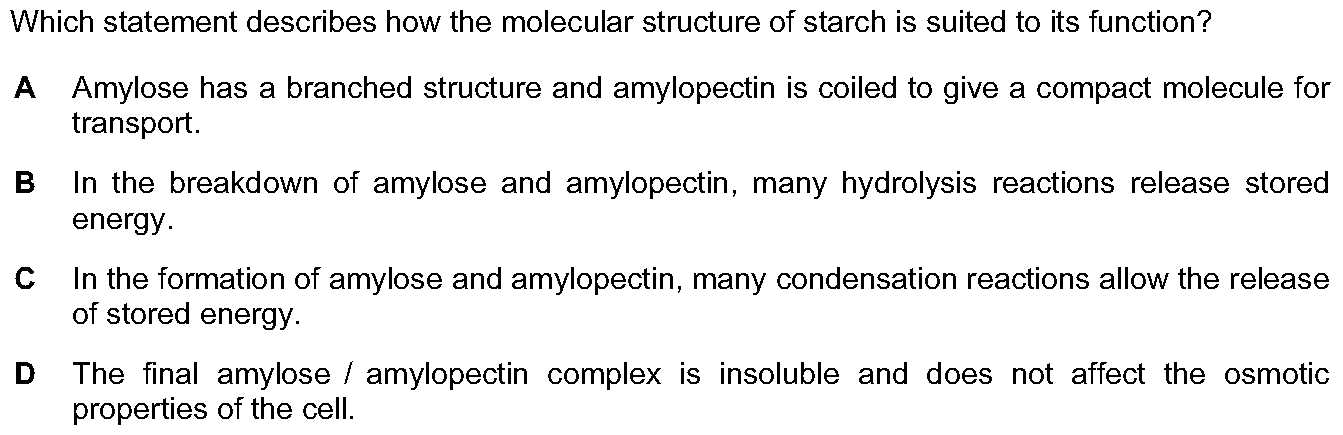 Which statement describes how the molecular structure of starch is suited to its function?
A Amylose has a branched structure and amylopectin is coiled to give a compact molecule for
transport.
B In the breakdown of amylose and amylopectin, many hydrolysis reactions release stored
energy.
C In the formation of amylose and amylopectin, many condensation reactions allow the release
of stored energy.
D The final amylose / amylopectin complex is insoluble and does not affect the osmotic
properties of the cell.